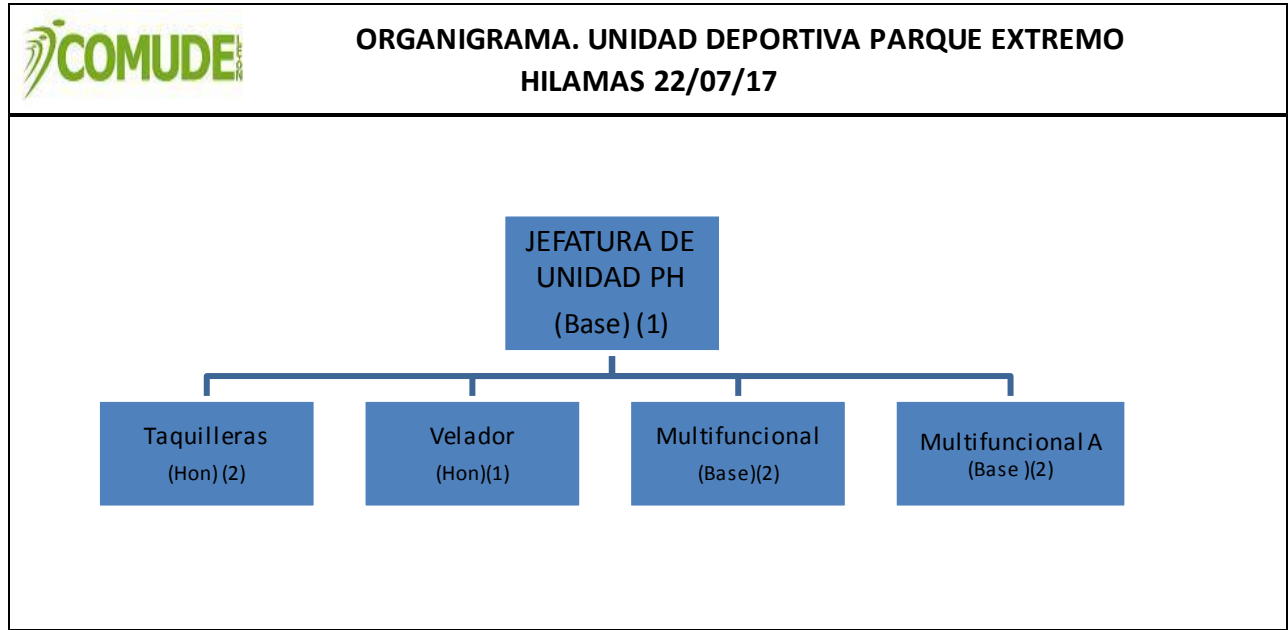 COMUDE
LEÓN
ORGANIGRAMA. UNIDAD DEPORTIVA PARQUE EXTREMO
HILAMAS 22/07/17
JEFATURA DE
UNIDAD PH
(Base) (1)
Taquilleras
(Hon) (2)
Velador
(Hon)(1)
Multifuncional
(Base)(2)
Multifuncional A
(Base )(2)